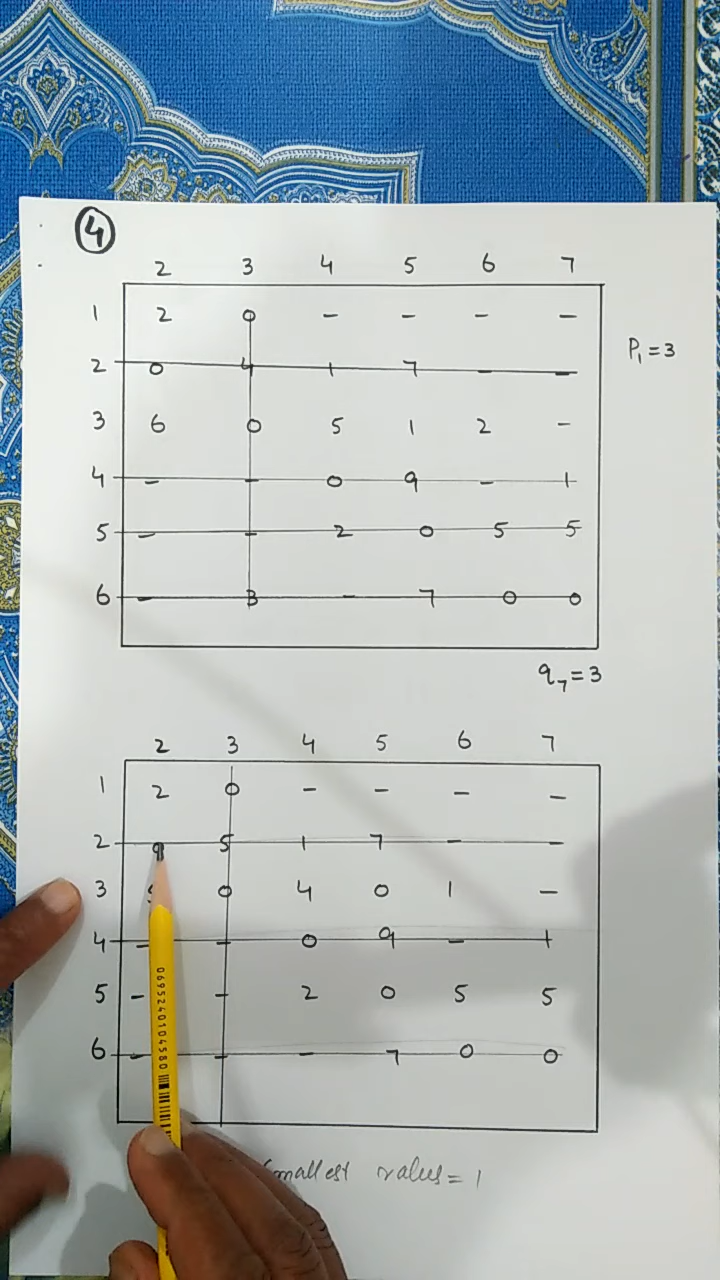 4
2 3 4 5 6 7
1 2 0 - - - -
P₁=3
2 0 4 1 7 - -
3 6 0 5 1 2 -
4 - - 0 9 - 1
5 - - 2 0 5 5
6 - 3 - 7 0 0
q₇=3
2 3 4 5 6 7
1 2 0 - - - -
2 5 1 7 - -
3 0 4 0 1 -
4 - - 0 9 - 1
5 - - 2 0 5 5
6 - - - 7 0 0
0695240104580
smallest value=1